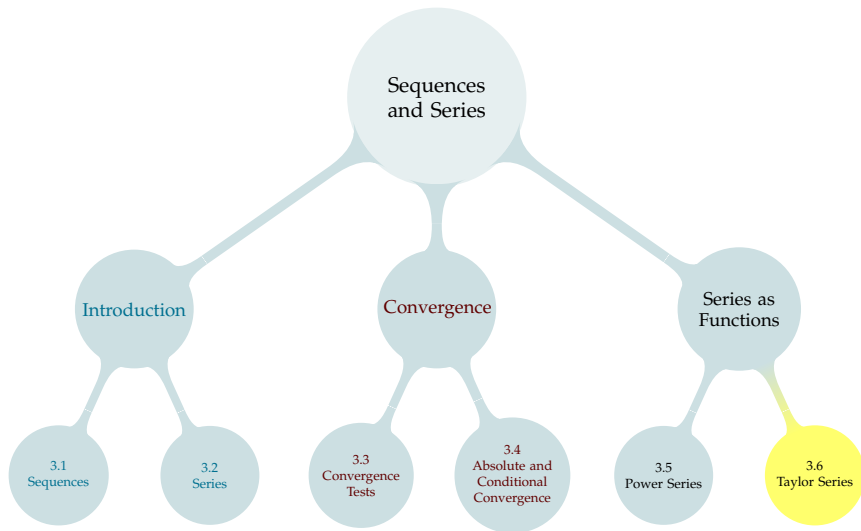 Sequences
and Series
Introduction
Convergence
Series as
Functions
3.1
Sequences
3.2
Series
3.3
Convergence
Tests
3.4
Absolute and
Conditional
Convergence
3.5
Power Series
3.6
Taylor Series